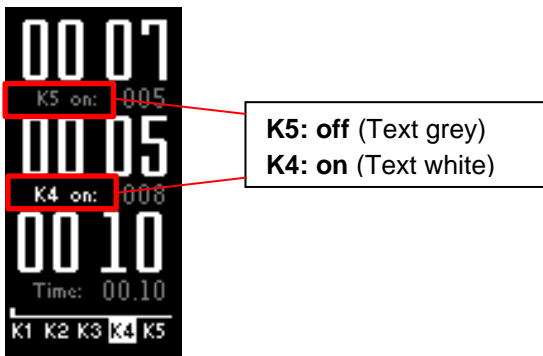 00 07
K5 on: 005
00 05
K4 on: 008
00 10
Time: 00.10
K1 K2 K3 K4 K5
K5: off (Text grey)
K4: on (Text white)